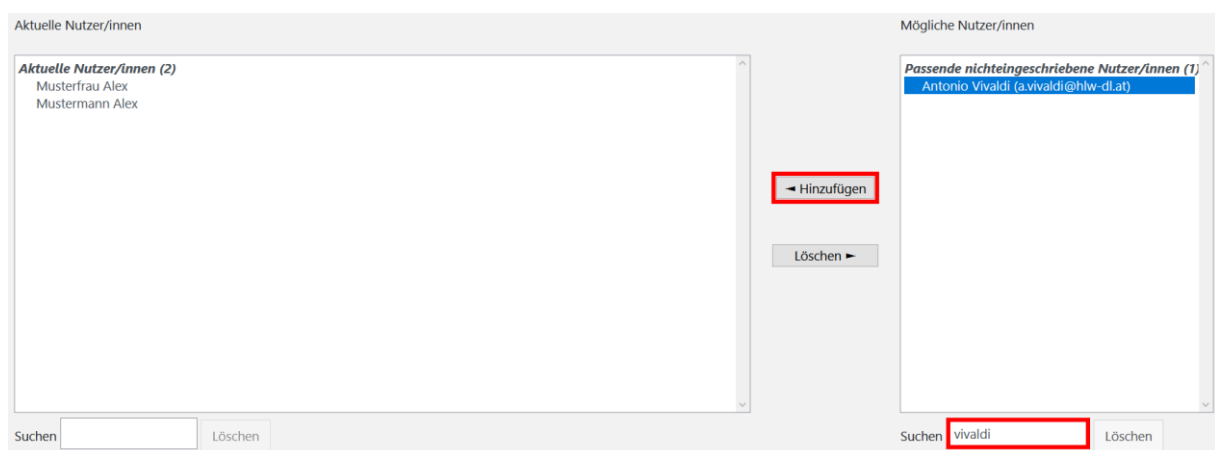 Aktuelle Nutzer/innen
Aktuelle Nutzer/innen (2)
Musterfrau Alex
Mustermann Alex
Suchen
Löschen
◄ Hinzufügen
Löschen ►
Mögliche Nutzer/innen
Passende nichteingeschriebene Nutzer/innen (1)
Antonio Vivaldi (a.vivaldi@hlw-dl.at)
Suchen vivaldi
Löschen